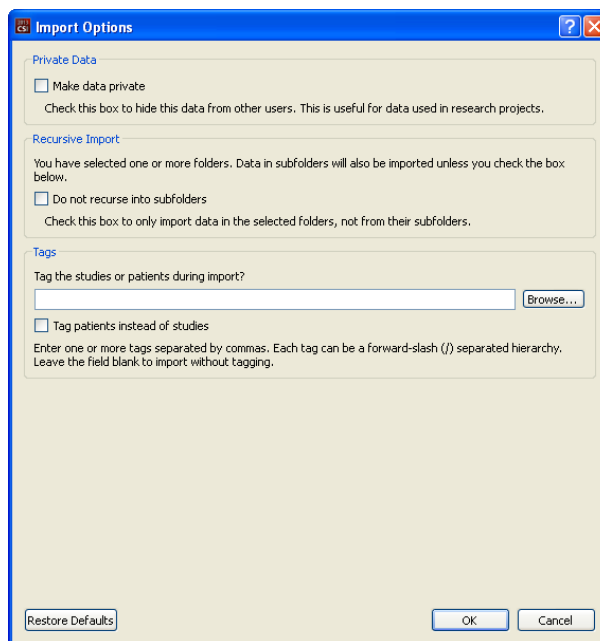 Import Options
Private Data
Make data private
Check this box to hide this data from other users. This is useful for data used in research projects.
Recursive Import
You have selected one or more folders. Data in subfolders will also be imported unless you check the box
below.
Do not recurse into subfolders
Check this box to only import data in the selected folders, not from their subfolders.
Tags
Tag the studies or patients during import?
Browse...
Tag patients instead of studies
Enter one or more tags separated by commas. Each tag can be a forward-slash (/) separated hierarchy.
Leave the field blank to import without tagging.
Restore Defaults
OK
Cancel